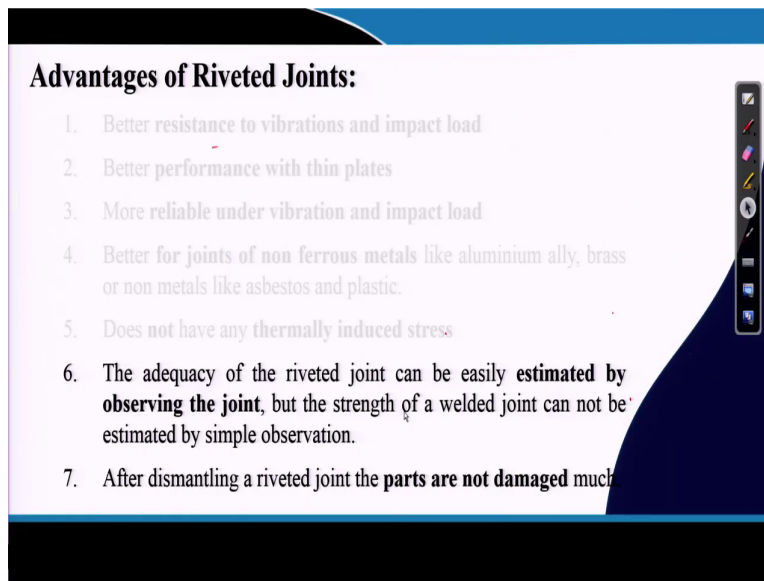 Advantages of Riveted Joints:
1. Better resistance to vibrations and impact load
2. Better performance with thin plates
3. More reliable under vibration and impact load
4. Better for joints of non ferrous metals like aluminium ally, brass
or non metals like asbestos and plastic.
5. Does not have any thermally induced stress
6. The adequacy of the riveted joint can be easily estimated by
observing the joint, but the strength of a welded joint can not be
estimated by simple observation.
7. After dismantling a riveted joint the parts are not damaged much.